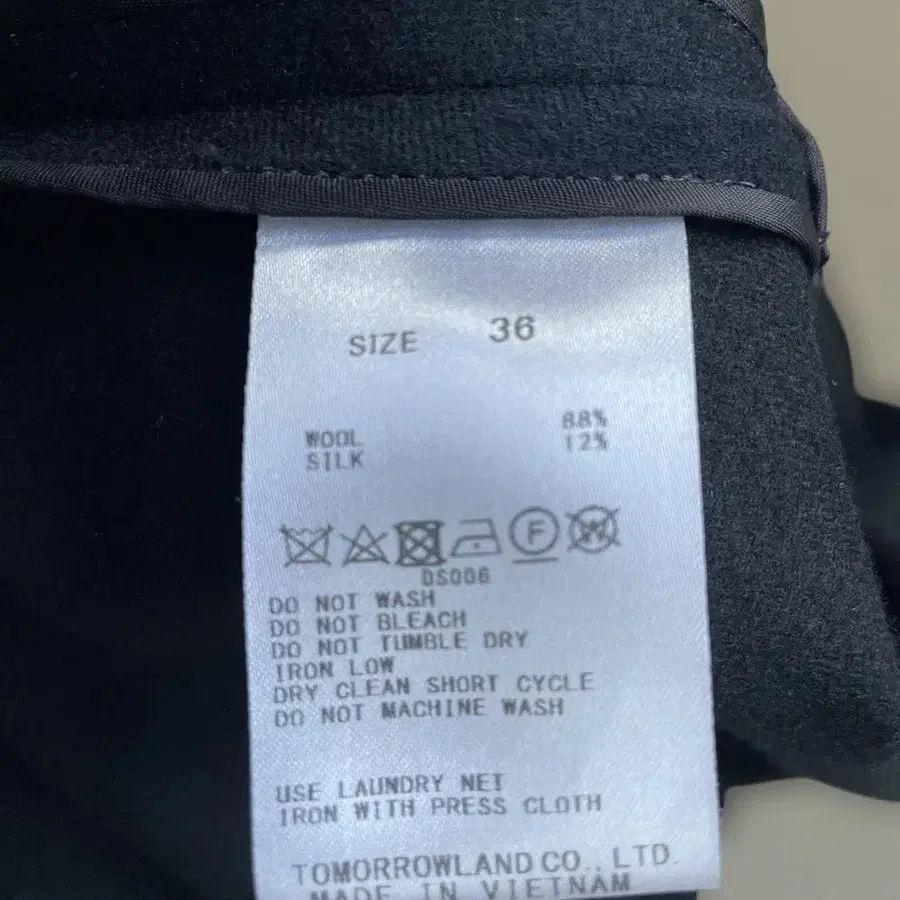 SIZE 36
WOOL 88%
SILK 12%
F W
DS006
DO NOT WASH
DO NOT BLEACH
DO NOT TUMBLE DRY
IRON LOW
DRY CLEAN SHORT CYCLE
DO NOT MACHINE WASH
USE LAUNDRY NET
IRON WITH PRESS CLOTH
TOMORROWLAND CO., LTD.
MADE IN VIETNAM